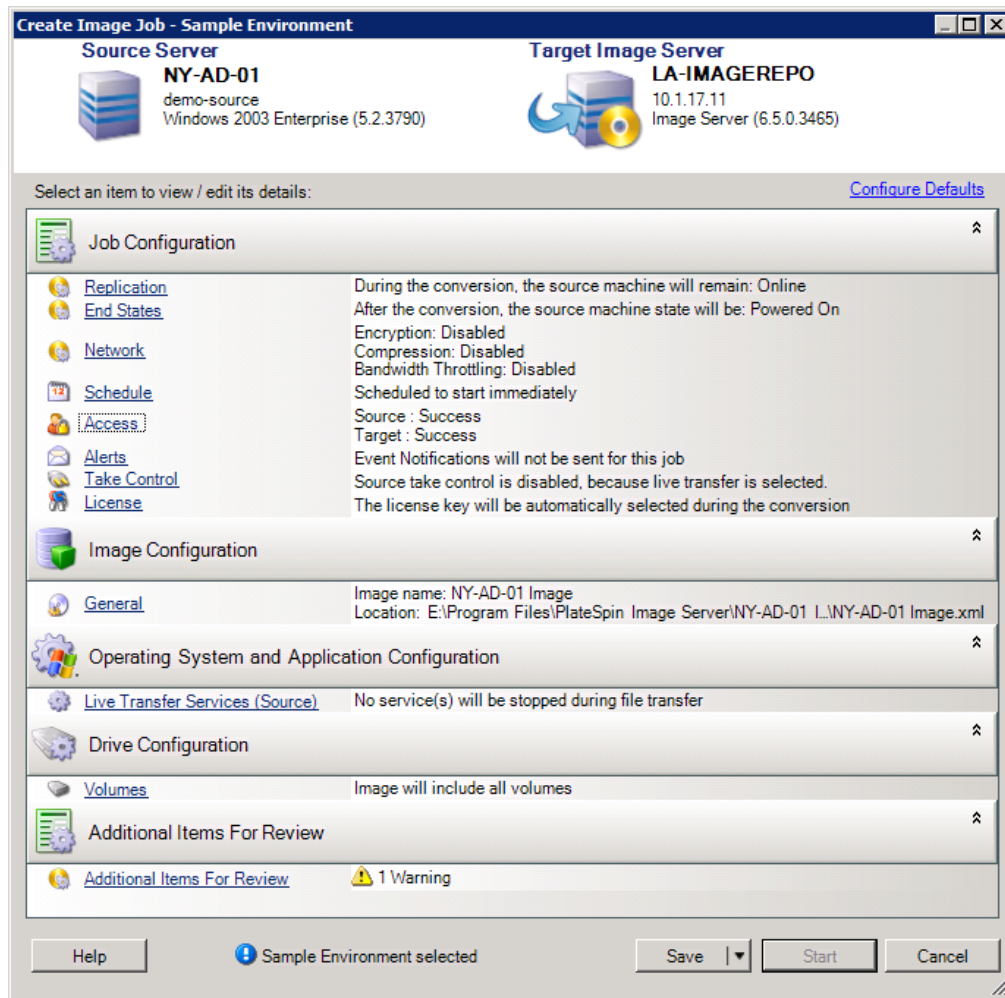 Create Image Job - Sample Environment
Source Server
NY-AD-01
demo-source
Windows 2003 Enterprise (5.2.3790)
Target Image Server
LA-IMAGEREPO
10.1.17.11
Image Server (6.5.0.3465)
Select an item to view / edit its details:
Configure Defaults
Job Configuration
Replication During the conversion, the source machine will remain: Online
End States After the conversion, the source machine state will be: Powered On
Network Encryption: Disabled
Compression: Disabled
Bandwidth Throttling: Disabled
Schedule Scheduled to start immediately
Access Source : Success
Target : Success
Alerts Event Notifications will not be sent for this job
Take Control Source take control is disabled, because live transfer is selected.
License The license key will be automatically selected during the conversion
Image Configuration
General Image name: NY-AD-01 Image
Location: E:\Program Files\PlateSpin Image Server\NY-AD-01 I...\NY-AD-01 Image.xml
Operating System and Application Configuration
Live Transfer Services (Source) No service(s) will be stopped during file transfer
Drive Configuration
Volumes Image will include all volumes
Additional Items For Review
Additional Items For Review 1 Warning
Help Sample Environment selected Save Start Cancel